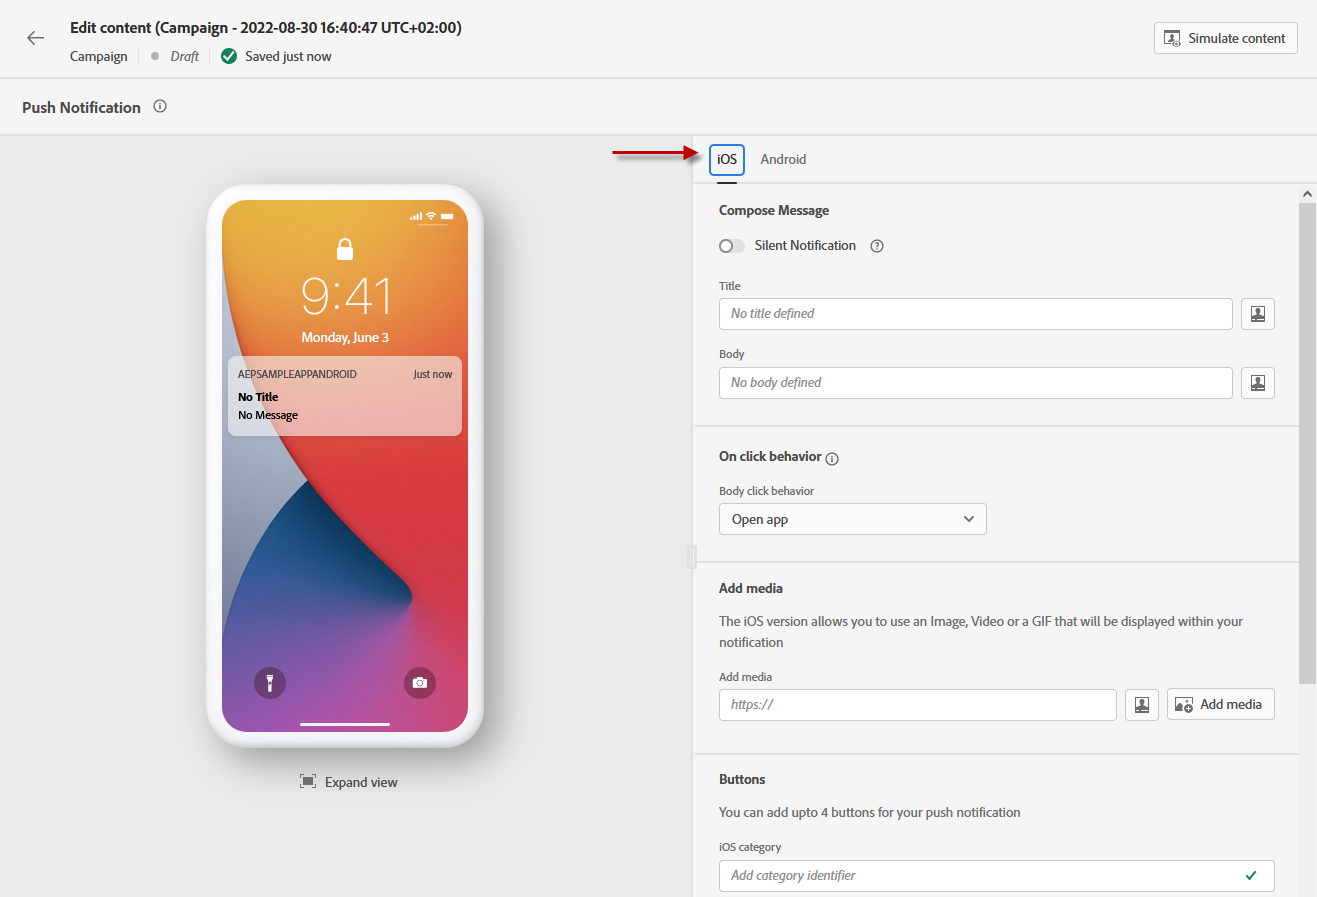 Edit content (Campaign - 2022-08-30 16:40:47 UTC+02:00)
Campaign Draft Saved just now
Simulate content
Push Notification
9:41
Monday, June 3
AEPSAMPLEAPPANDROID Just now
No Title
No Message
Expand view
iOS Android
Compose Message
Silent Notification
Title
No title defined
Body
No body defined
On click behavior
Body click behavior
Open app
Add media
The iOS version allows you to use an Image, Video or a GIF that will be displayed within your
notification
Add media
https://
Add media
Buttons
You can add upto 4 buttons for your push notification
iOS category
Add category identifier